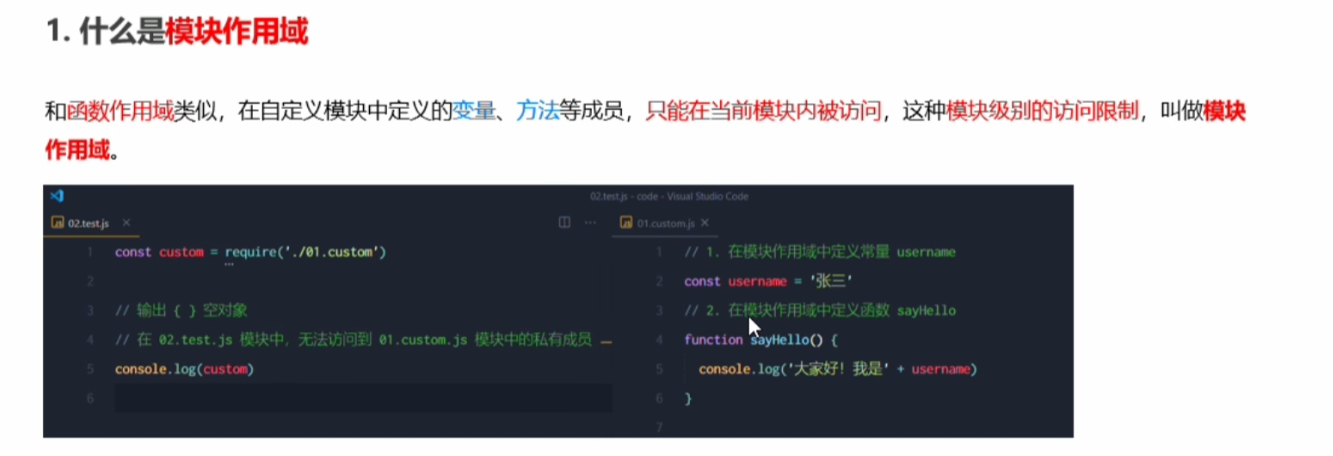 1. 什么是模块作用域
和函数作用域类似，在自定义模块中定义的变量、方法等成员，只能在当前模块内被访问，这种模块级别的访问限制，叫做模块
作用域。
02.test.js - code - Visual Studio Code
JS 02.test.js ×
1 const custom = require('./01.custom')
2
3 // 输出 { } 空对象
4 // 在 02.test.js 模块中，无法访问到 01.custom.js 模块中的私有成员
5 console.log(custom)
6
JS 01.custom.js ×
1 // 1. 在模块作用域中定义常量 username
2 const username = '张三'
3 // 2. 在模块作用域中定义函数 sayHello
4 function sayHello() {
5 console.log('大家好！我是' + username)
6 }
7